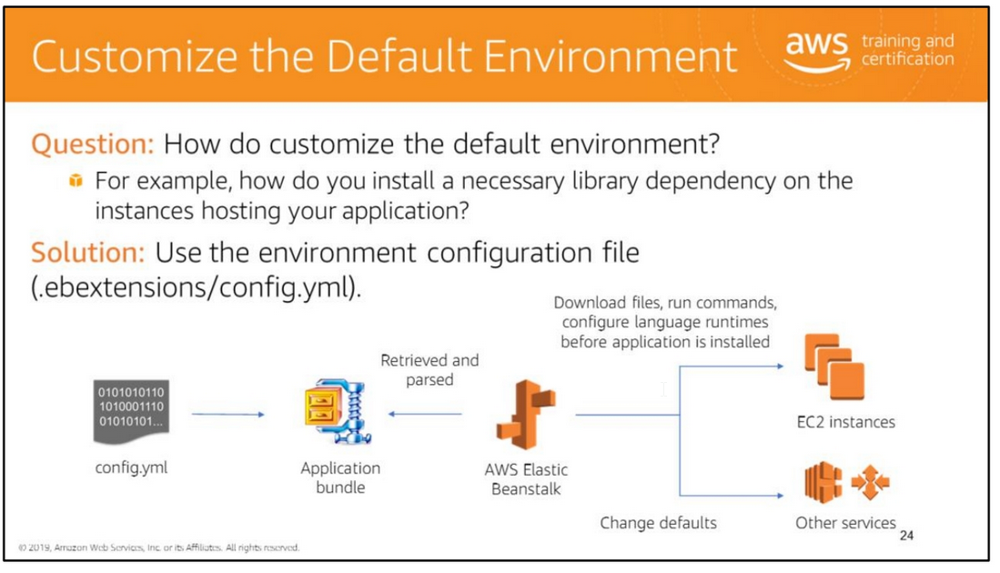 Customize the Default Environment
aws training and
certification
Question: How do customize the default environment?
For example, how do you install a necessary library dependency on the
instances hosting your application?
Solution: Use the environment configuration file
(.ebextensions/config.yml).
Download files, run commands,
configure language runtimes
before application is installed
Retrieved and
parsed
0101010110
1010001110
01010101...
EC2 instances
config.yml
Application
bundle
AWS Elastic
Beanstalk
Change defaults
Other services
24
© 2019, Amazon Web Services, Inc. or its Affiliates. All rights reserved.